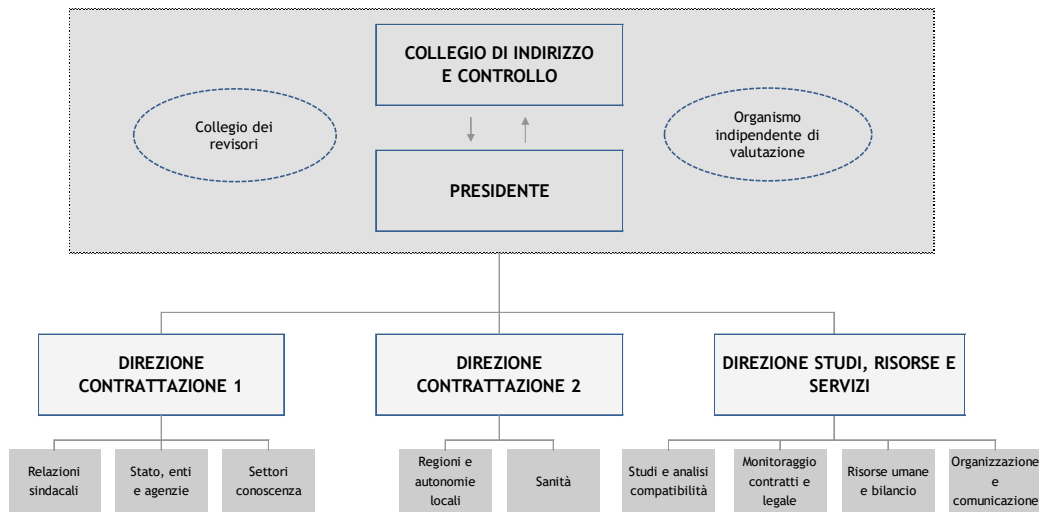 COLLEGIO DI INDIRIZZO
E CONTROLLO
Collegio dei
revisori
Organismo
indipendente di
valutazione
PRESIDENTE
DIREZIONE
CONTRATTAZIONE 1
DIREZIONE
CONTRATTAZIONE 2
DIREZIONE STUDI, RISORSE E
SERVIZI
Relazioni
sindacali
Stato, enti
e agenzie
Settori
conoscenza
Regioni e
autonomie
locali
Sanità
Studi e analisi
compatibilità
Monitoraggio
contratti e
legale
Risorse umane
e bilancio
Organizzazione
e
comunicazione